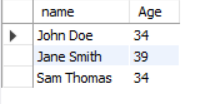 name Age
John Doe 34
Jane Smith 39
Sam Thomas 34